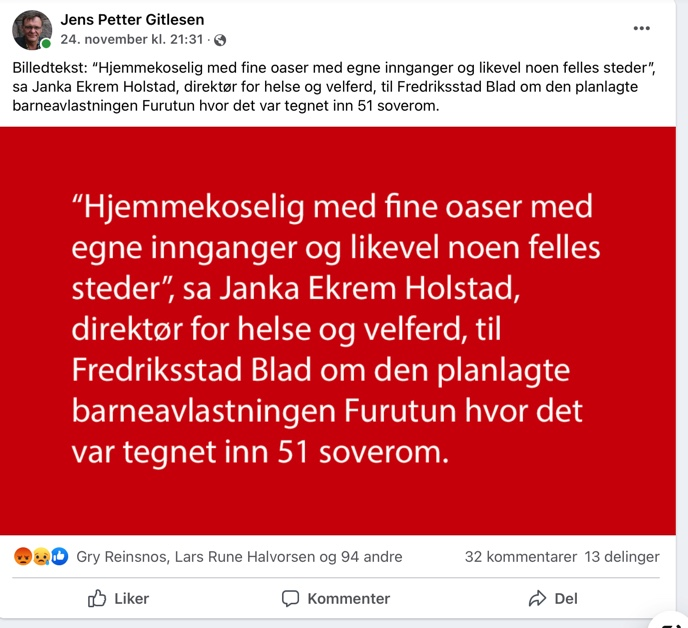 Jens Petter Gitlesen
24. november kl. 21:31 ·
Billedtekst: “Hjemmekoselig med fine oaser med egne innganger og likevel noen felles steder”,
sa Janka Ekrem Holstad, direktør for helse og velferd, til Fredriksstad Blad om den planlagte
barneavlastningen Furutun hvor det var tegnet inn 51 soverom.
“Hjemmekoselig med fine oaser med
egne innganger og likevel noen felles
steder”, sa Janka Ekrem Holstad,
direktør for helse og velferd, til
Fredriksstad Blad om den planlagte
barneavlastningen Furutun hvor det
var tegnet inn 51 soverom.
Gry Reinsnos, Lars Rune Halvorsen og 94 andre 32 kommentarer 13 delinger
Liker Kommenter Del